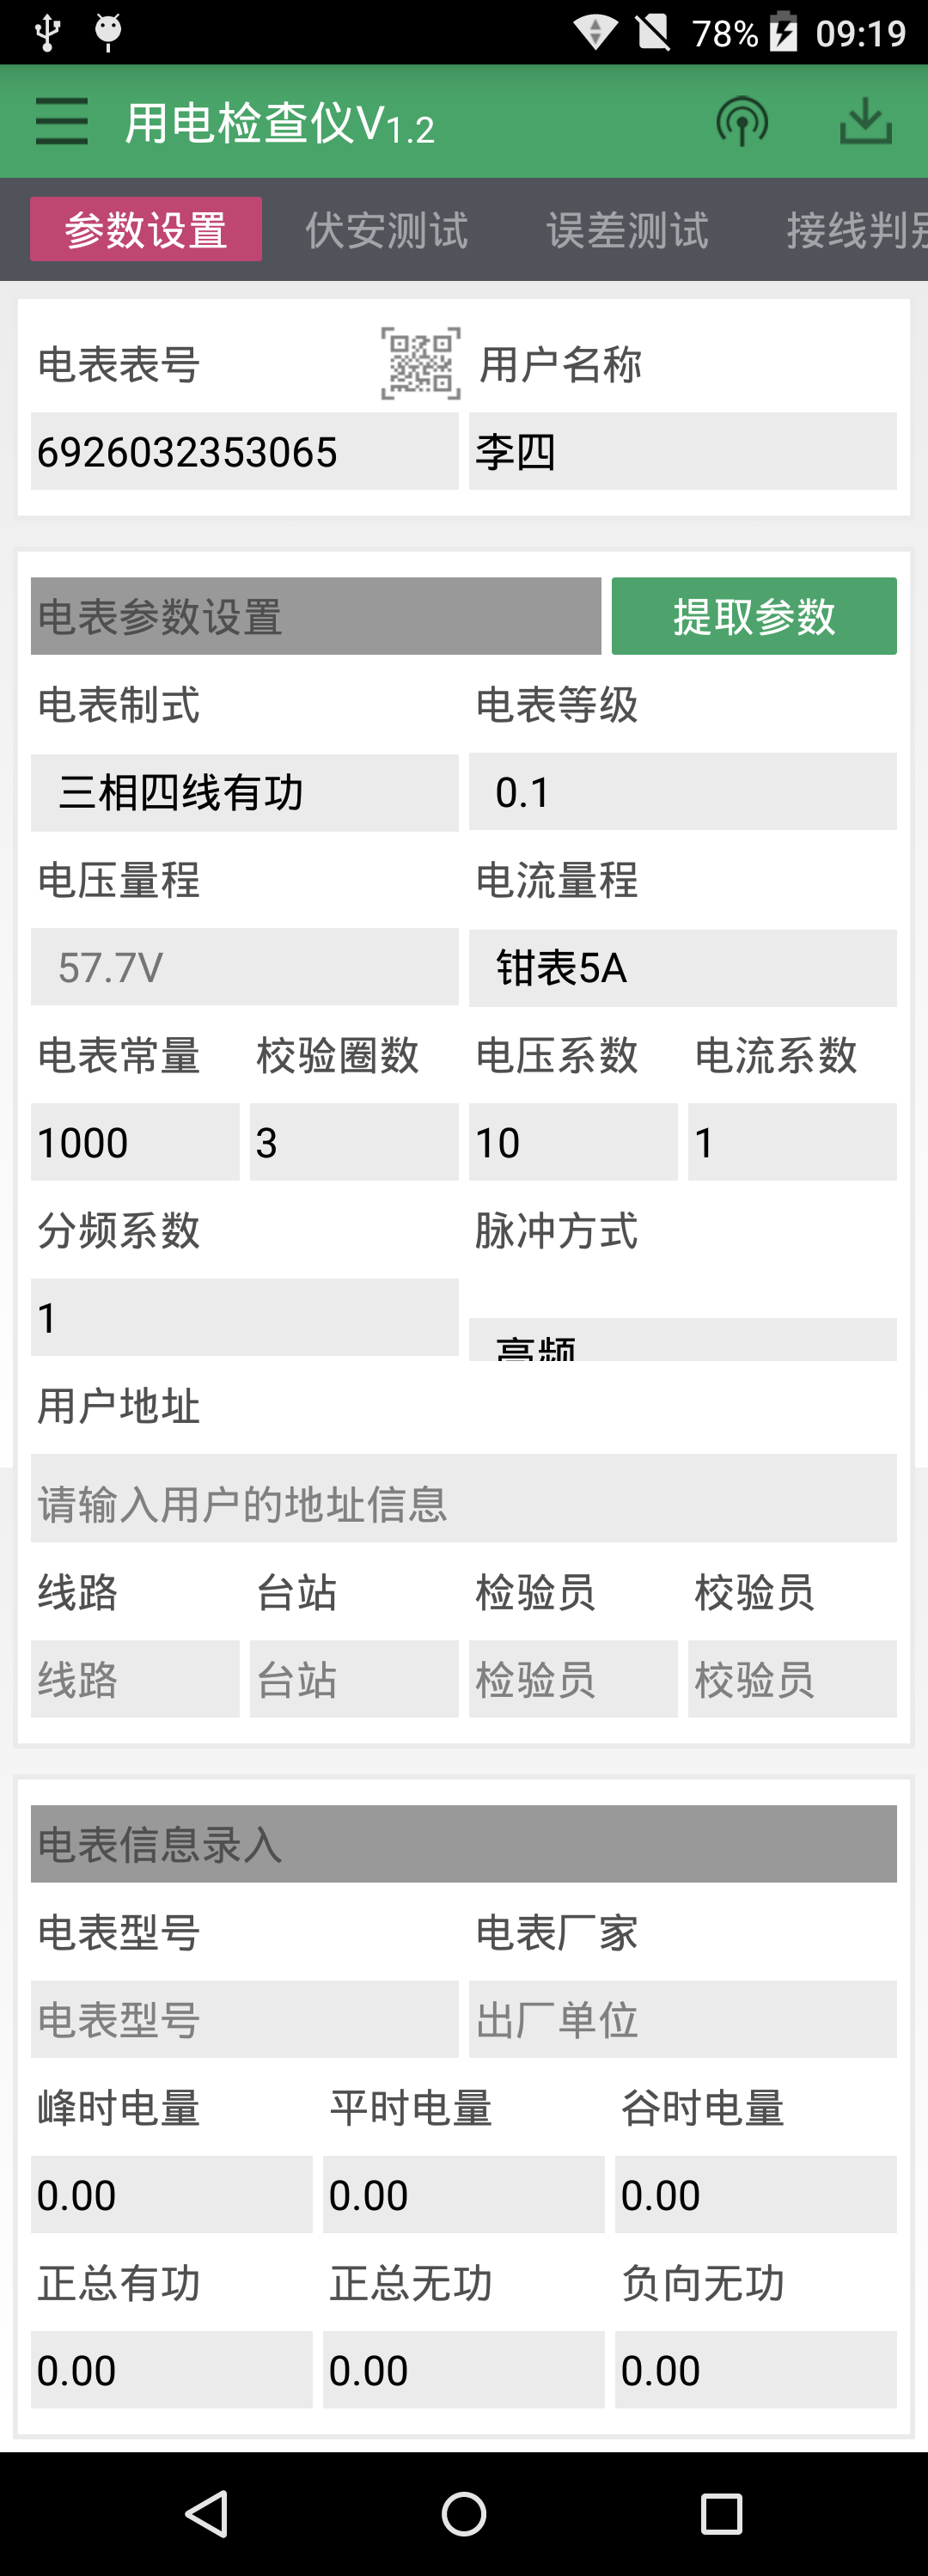 78% 09:19
用电检查仪V1.2
参数设置 伏安测试 误差测试 接线判别
电表表号 用户名称
6926032353065 李四
电表参数设置 提取参数
电表制式 电表等级
三相四线有功 0.1
电压量程 电流量程
57.7V 钳表5A
电表常量 校验圈数 电压系数 电流系数
1000 3 10 1
分频系数 脉冲方式
1 高频
用户地址
请输入用户的地址信息
线路 台站 检验员 校验员
线路 台站 检验员 校验员
电表信息录入
电表型号 电表厂家
电表型号 出厂单位
峰时电量 平时电量 谷时电量
0.00 0.00 0.00
正总有功 正总无功 负向无功
0.00 0.00 0.00